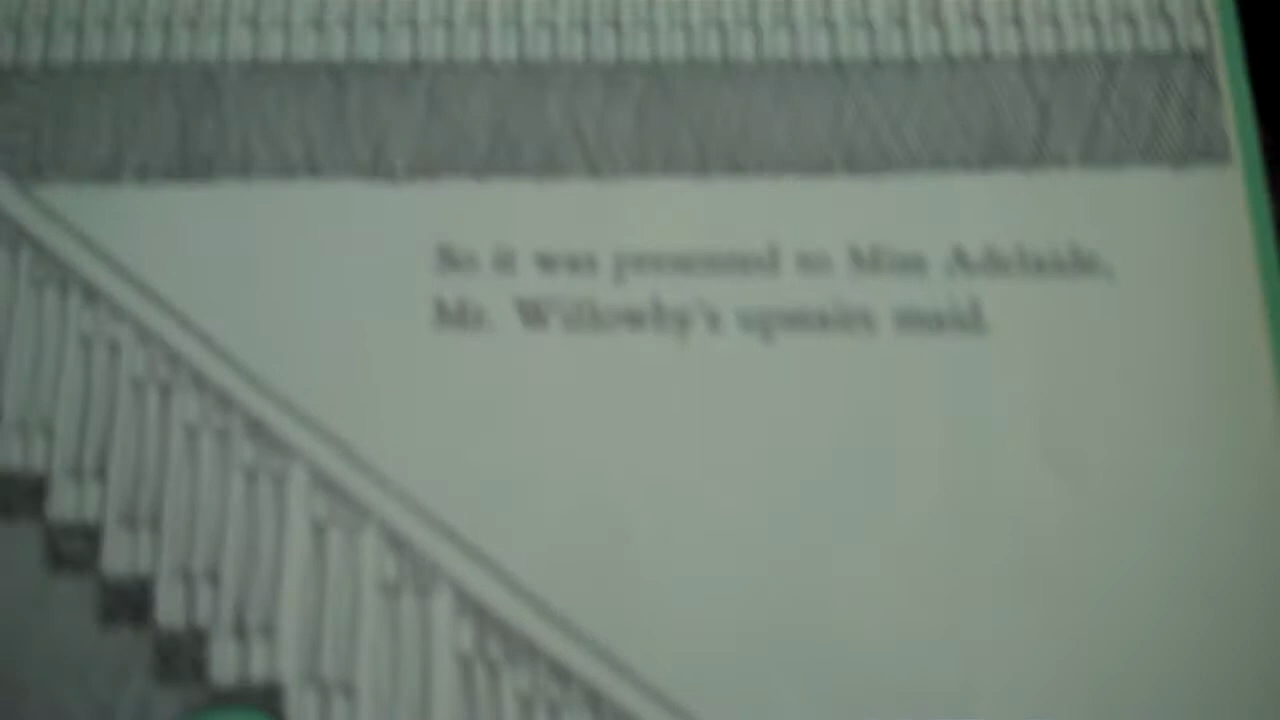 So it was presented to Miss Adelaide,
Mr. Willowby's upstairs maid.